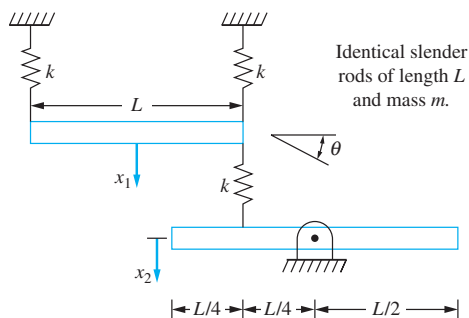 k
k
Identical slender
rods of length L
and mass m.
L
θ
x1
k
x2
L/4
L/4
L/2